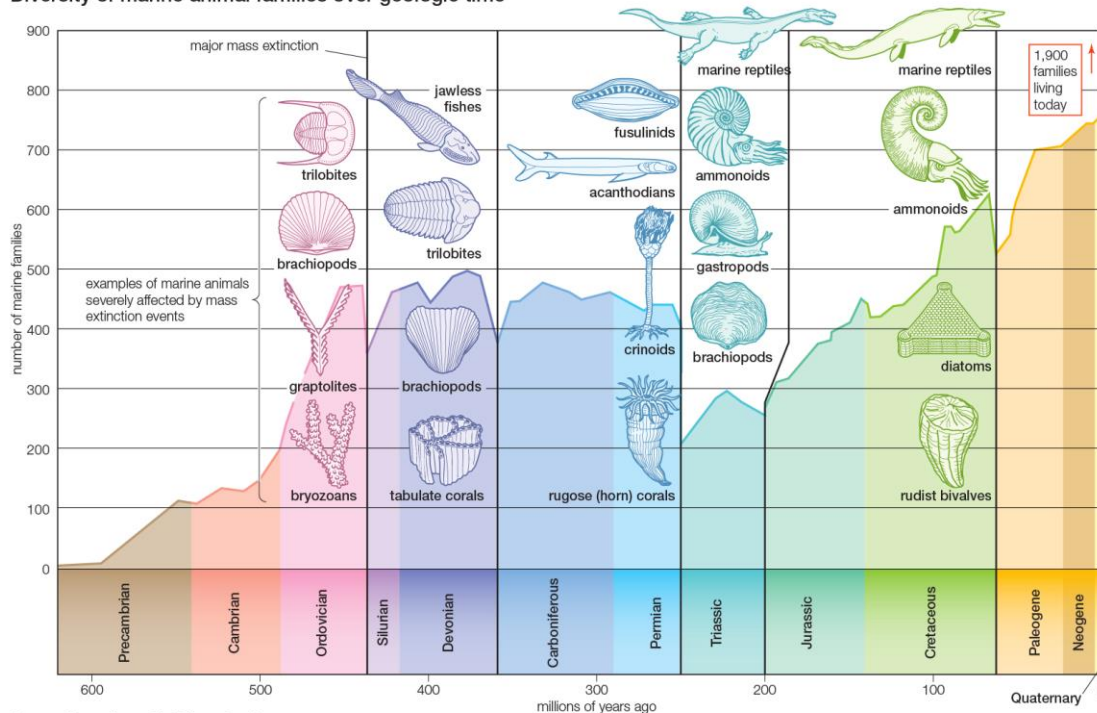 Diversity of marine animal families over geologic time
900
800
700
600
500
400
300
200
100
0
number of marine families
major mass extinction
examples of marine animals
severely affected by mass
extinction events
trilobites
brachiopods
graptolites
bryozoans
jawless
fishes
trilobites
brachiopods
tabulate corals
fusulinids
acanthodians
crinoids
rugose (horn) corals
marine reptiles
ammonoids
gastropods
brachiopods
marine reptiles
ammonoids
diatoms
rudist bivalves
1,900
families
living
today
Precambrian
Cambrian
Ordovician
Silurian
Devonian
Carboniferous
Permian
Triassic
Jurassic
Cretaceous
Paleogene
Neogene
Quaternary
600
500
400
300
200
100
millions of years ago